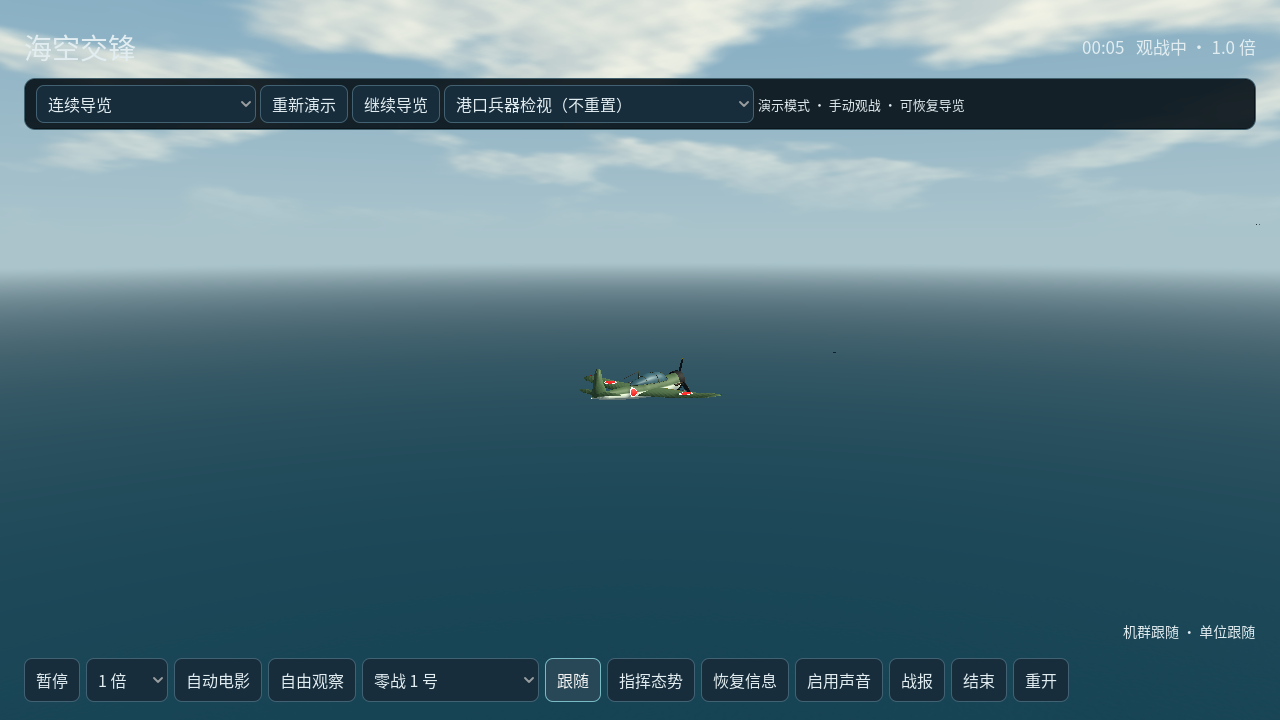 海空交锋
00:05 观战中 · 1.0 倍
连续导览 重新演示 继续导览 港口兵器检视（不重置） 演示模式 · 手动观战 · 可恢复导览
机群跟随 · 单位跟随
暂停 1 倍 自动电影 自由观察 零战 1 号 跟随 指挥态势 恢复信息 启用声音 战报 结束 重开